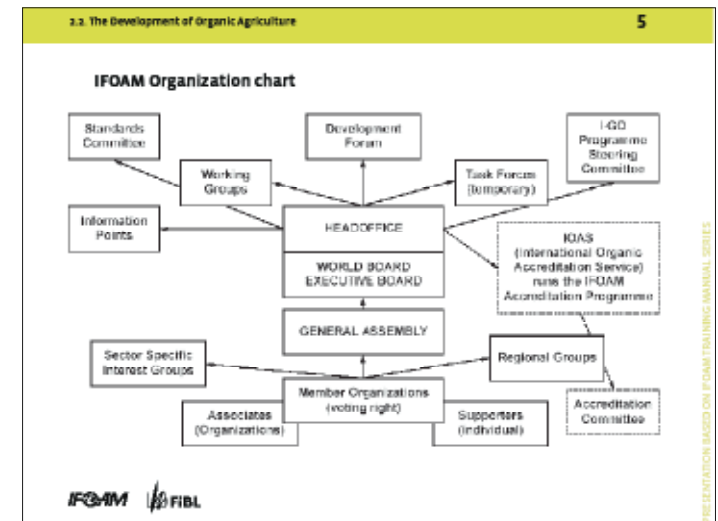 2.2. The Development of Organic Agriculture
5
IFOAM Organization chart
Standards
Committee
Development
Forum
I-GO
Programme
Steering
Committee
Working
Groups
Task Forces
(temporary)
Information
Points
HEADOFFICE
IOAS
(International Organic
Accreditation Service)
runs the IFOAM
Accreditation Programme
WORLD BOARD
EXECUTIVE BOARD
GENERAL ASSEMBLY
Sector Specific
Interest Groups
Regional Groups
Member Organizations
(voting right)
Associates
(Organizations)
Supporters
(individual)
Accreditation
Committee
IFOAM
FiBL
PRESENTATION BASED ON IFOAM TRAINING MANUAL SERIES